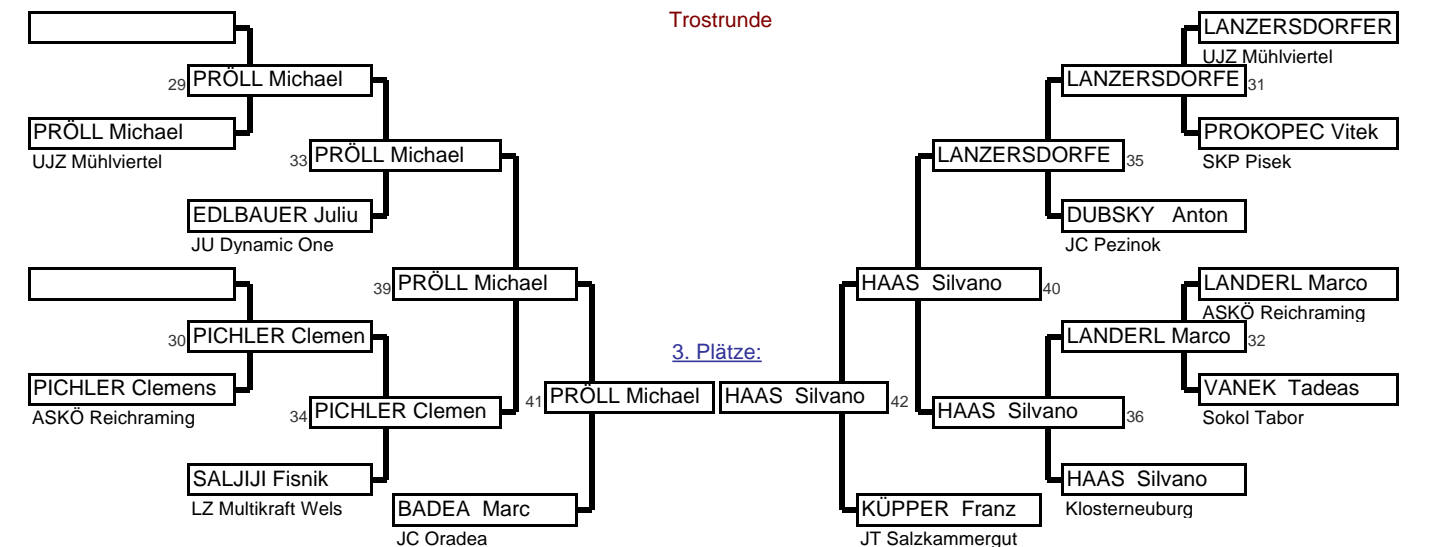 Trostrunde
29 PRÖLL Michael
PRÖLL Michael
UJZ Mühlviertel
33 PRÖLL Michael
EDLBAUER Juliu
JU Dynamic One
39 PRÖLL Michael
30 PICHLER Clemen
PICHLER Clemens
ASKÖ Reichraming
34 PICHLER Clemen
SALJIJI Fisnik
LZ Multikraft Wels
41 PRÖLL Michael
BADEA Marc
JC Oradea
3. Plätze:
LANZERSDORFER
UJZ Mühlviertel
LANZERSDORFE 31
PROKOPEC Vitek
SKP Pisek
LANZERSDORFE 35
DUBSKY Anton
JC Pezinok
HAAS Silvano 40
LANDERL Marco
ASKÖ Reichraming
LANDERL Marco 32
VANEK Tadeas
Sokol Tabor
HAAS Silvano 42
HAAS Silvano 36
HAAS Silvano
Klosterneuburg
KÜPPER Franz
JT Salzkammergut